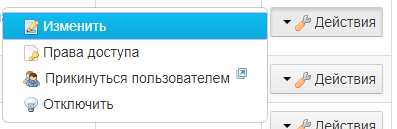 Изменить
Действия
Права доступа
Прикинуться пользователем
Действия
Отключить
Действия